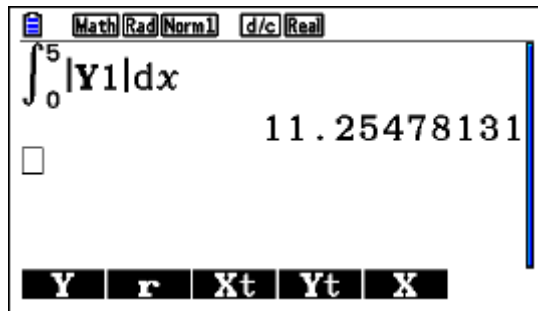 Math Rad Norm1 d/c Real
∫₀⁵|Y1|dx
11.25478131
Y r Xt Yt X